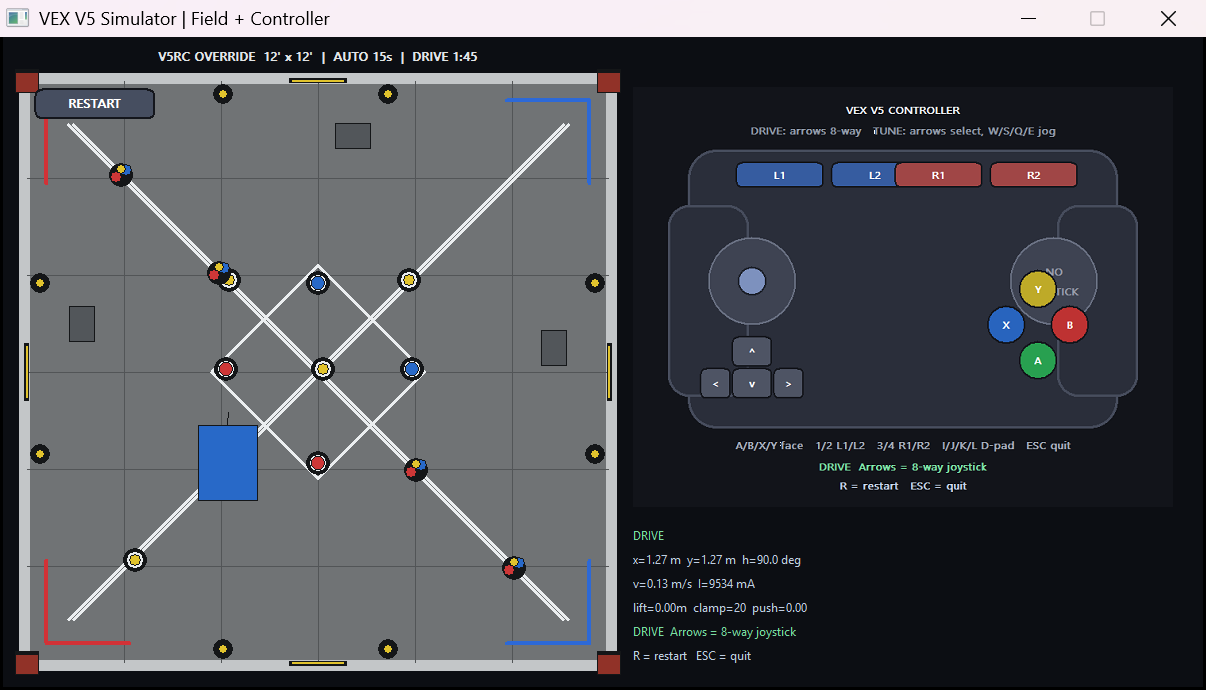 VEX V5 Simulator | Field + Controller
V5RC OVERRIDE 12' x 12' | AUTO 15s | DRIVE 1:45
RESTART
VEX V5 CONTROLLER
DRIVE: arrows 8-way TUNE: arrows select, W/S/Q/E jog
L1 L2 R1 R2
NO
Y
TICK
X B
A
^
< v >
A/B/X/Y face 1/2 L1/L2 3/4 R1/R2 I/J/K/L D-pad ESC quit
DRIVE Arrows = 8-way joystick
R = restart ESC = quit
DRIVE
x=1.27 m y=1.27 m h=90.0 deg
v=0.13 m/s I=9534 mA
lift=0.00m clamp=20 push=0.00
DRIVE Arrows = 8-way joystick
R = restart ESC = quit